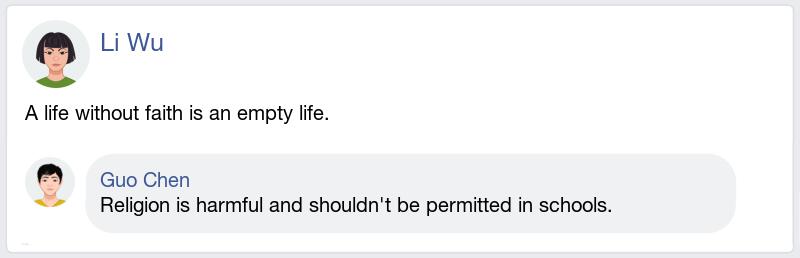 Li Wu
A life without faith is an empty life.
Guo Chen
Religion is harmful and shouldn't be permitted in schools.